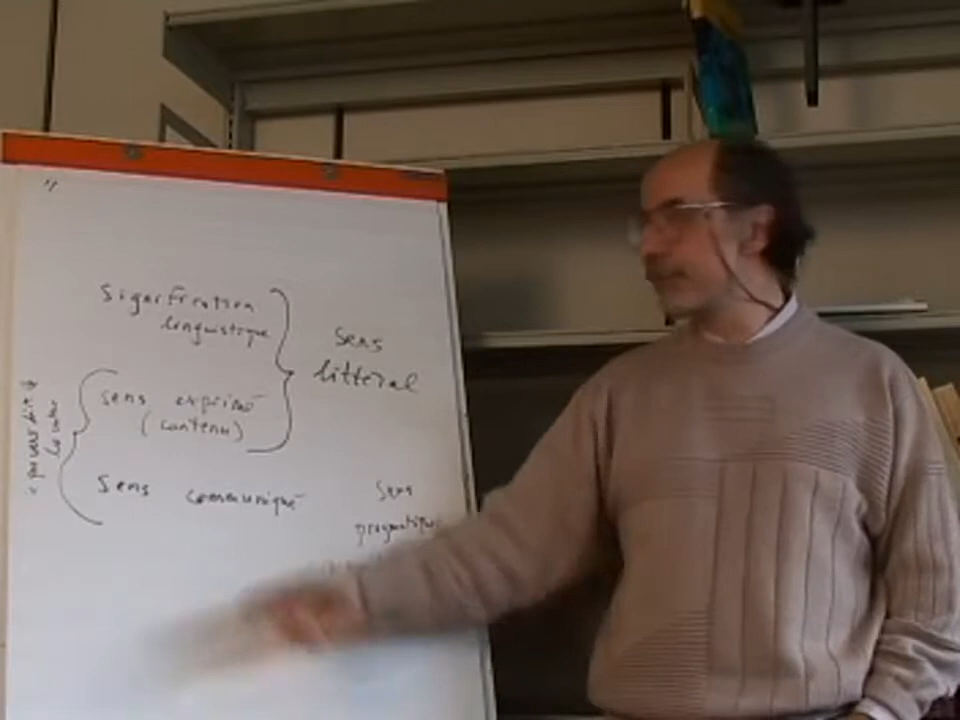 Signification
linguistique
Sens
littéral
sens exprimé
(contenu)
Sens communiqué
Sens
pragmatique